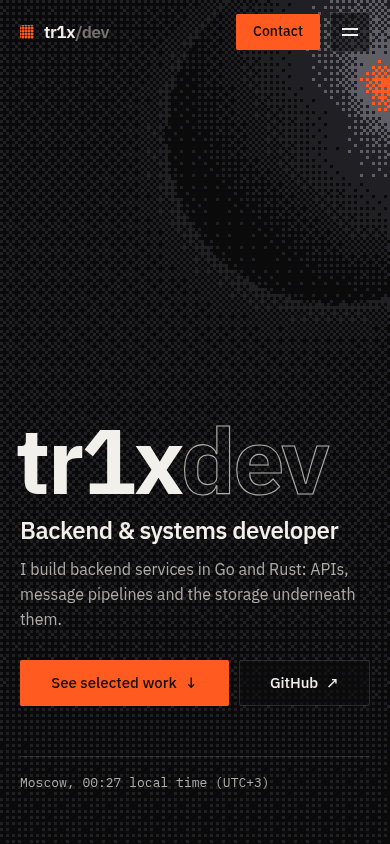 tr1x/dev
Contact
tr1xdev
Backend & systems developer
I build backend services in Go and Rust: APIs,
message pipelines and the storage underneath
them.
See selected work ↓
GitHub ↗
Moscow, 00:27 local time (UTC+3)